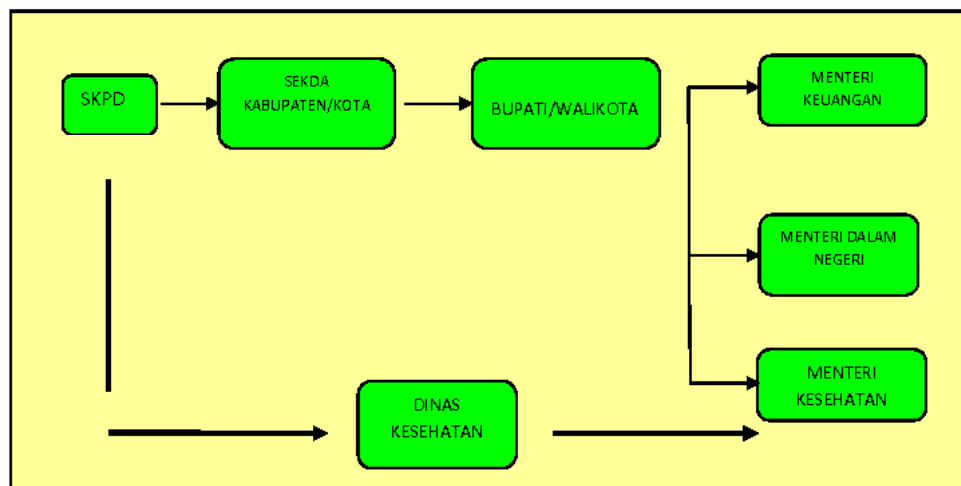 SKPD
SEKDA
KABUPATEN/KOTA
BUPATI/WALIKOTA
MENTERI
KEUANGAN
MENTERI DALAM
NEGERI
MENTERI
KESEHATAN
DINAS
KESEHATAN